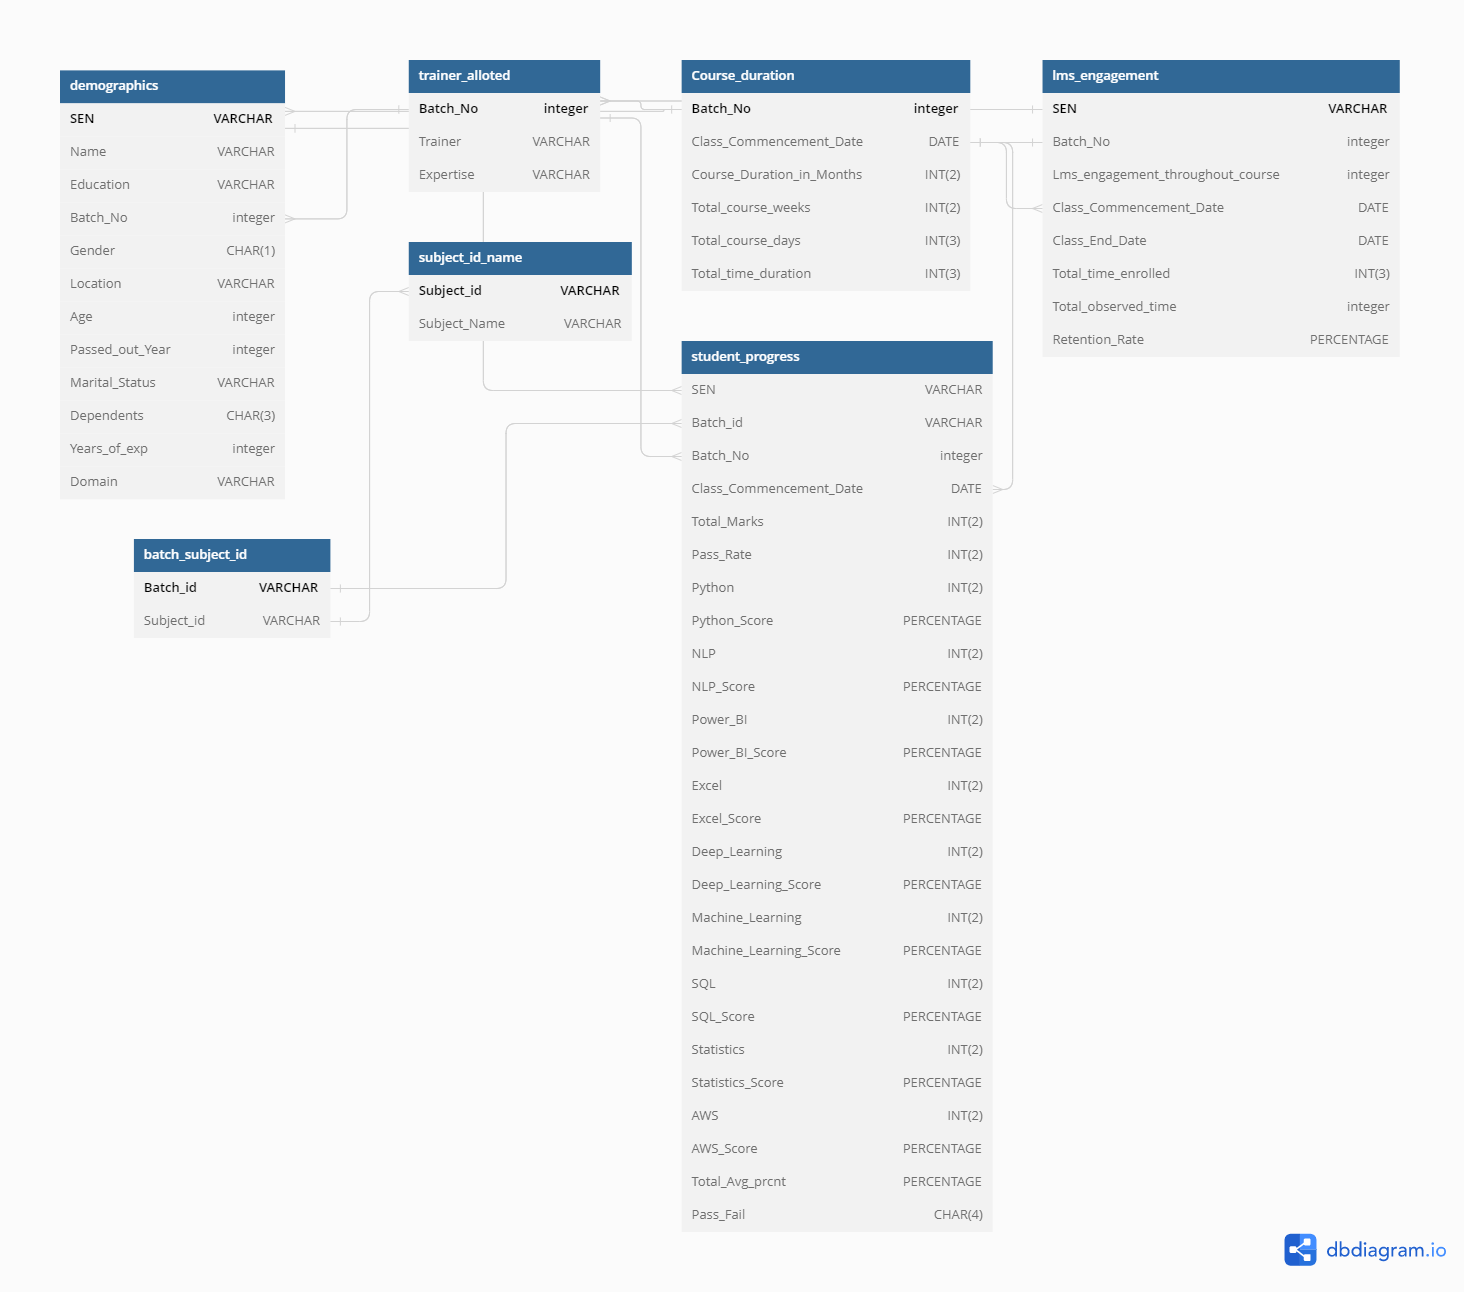 demographics
SEN VARCHAR
Name VARCHAR
Education VARCHAR
Batch_No integer
Gender CHAR(1)
Location VARCHAR
Age integer
Passed_out_Year integer
Marital_Status VARCHAR
Dependents CHAR(3)
Years_of_exp integer
Domain VARCHAR
trainer_alloted
Batch_No integer
Trainer VARCHAR
Expertise VARCHAR
subject_id_name
Subject_id VARCHAR
Subject_Name VARCHAR
batch_subject_id
Batch_id VARCHAR
Subject_id VARCHAR
Course_duration
Batch_No integer
Class_Commencement_Date DATE
Course_Duration_in_Months INT(2)
Total_course_weeks INT(2)
Total_course_days INT(3)
Total_time_duration INT(3)
lms_engagement
SEN VARCHAR
Batch_No integer
Lms_engagement_throughout_course integer
Class_Commencement_Date DATE
Class_End_Date DATE
Total_time_enrolled INT(3)
Total_observed_time integer
Retention_Rate PERCENTAGE
student_progress
SEN VARCHAR
Batch_id VARCHAR
Batch_No integer
Class_Commencement_Date DATE
Total_Marks INT(2)
Pass_Rate INT(2)
Python INT(2)
Python_Score PERCENTAGE
NLP INT(2)
NLP_Score PERCENTAGE
Power_BI INT(2)
Power_BI_Score PERCENTAGE
Excel INT(2)
Excel_Score PERCENTAGE
Deep_Learning INT(2)
Deep_Learning_Score PERCENTAGE
Machine_Learning INT(2)
Machine_Learning_Score PERCENTAGE
SQL INT(2)
SQL_Score PERCENTAGE
Statistics INT(2)
Statistics_Score PERCENTAGE
AWS INT(2)
AWS_Score PERCENTAGE
Total_Avg_prcnt PERCENTAGE
Pass_Fail CHAR(4)
dbdiagram.io